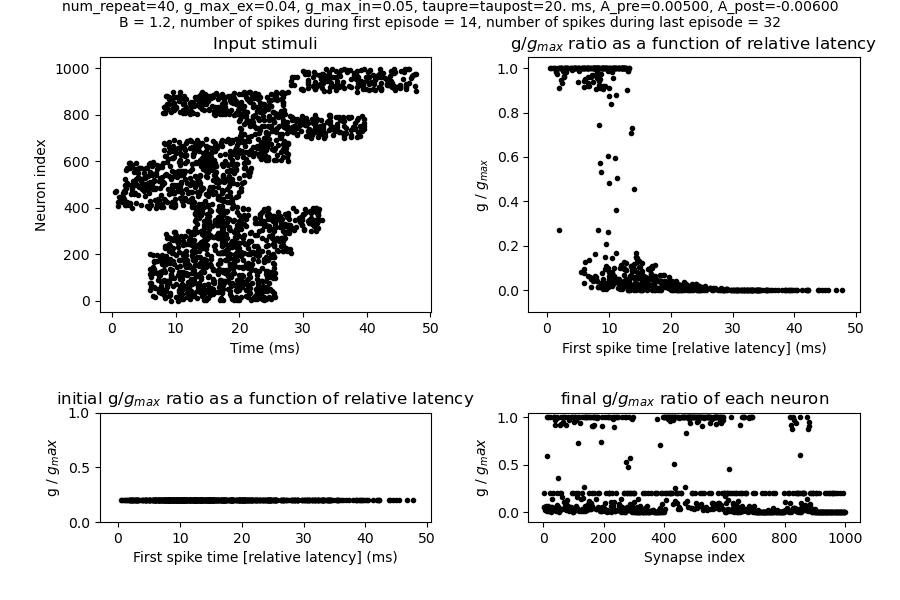 num_repeat=40, g_max_ex=0.04, g_max_in=0.05, taupre=taupost=20. ms, A_pre=0.00500, A_post=-0.00600
B = 1.2, number of spikes during first episode = 14, number of spikes during last episode = 32
Input stimuli
1000
800
600
400
200
0
Neuron index
0 10 20 30 40 50
Time (ms)
g/gmax ratio as a function of relative latency
1.0
0.8
0.6
0.4
0.2
0.0
g / gmax
0 10 20 30 40 50
First spike time [relative latency] (ms)
initial g/gmax ratio as a function of relative latency
1.0
0.5
0.0
g / gmax
0 10 20 30 40 50
First spike time [relative latency] (ms)
final g/gmax ratio of each neuron
1.0
0.5
0.0
g / gmax
0 200 400 600 800 1000
Synapse index